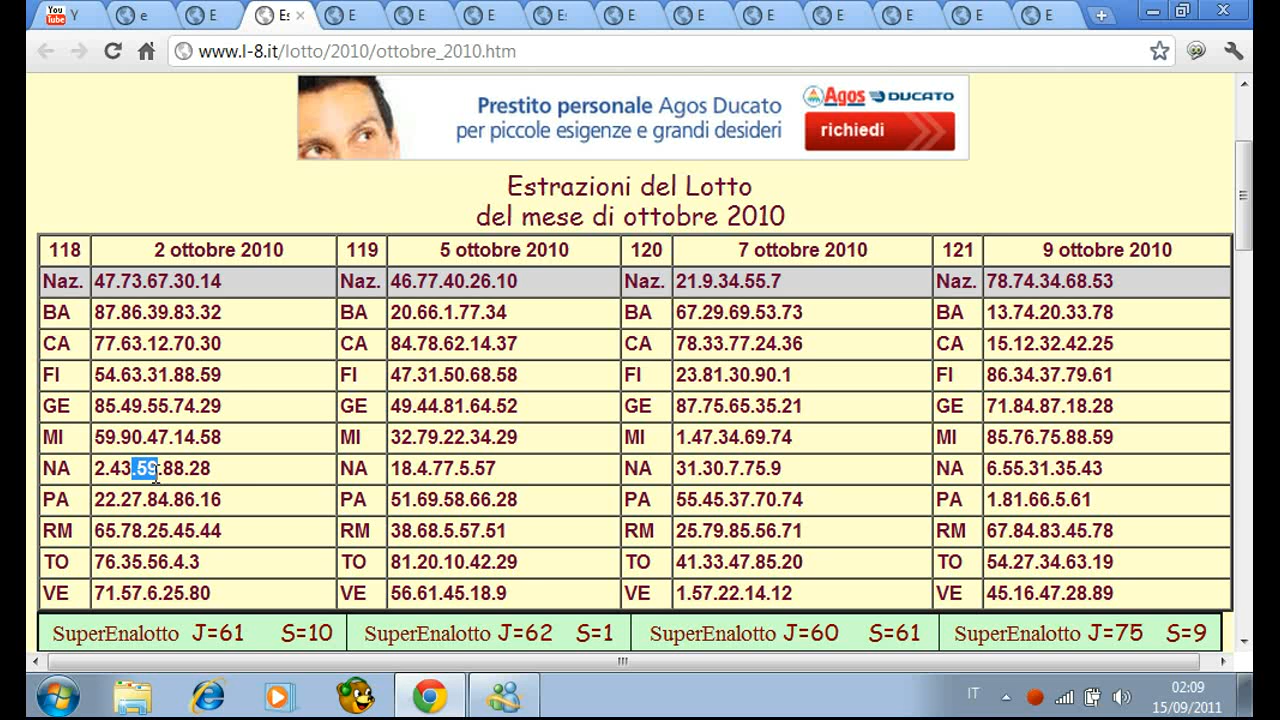 You Tube Y
e
E
Es
E
E
E
E
E
E
E
E
E
E
www.l-8.it/lotto/2010/ottobre_2010.htm
Prestito personale Agos Ducato
per piccole esigenze e grandi desideri
Agos DUCATO
richiedi
Estrazioni del Lotto
del mese di ottobre 2010
118 2 ottobre 2010 119 5 ottobre 2010 120 7 ottobre 2010 121 9 ottobre 2010
Naz. 47.73.67.30.14 Naz. 46.77.40.26.10 Naz. 21.9.34.55.7 Naz. 78.74.34.68.53
BA 87.86.39.83.32 BA 20.66.1.77.34 BA 67.29.69.53.73 BA 13.74.20.33.78
CA 77.63.12.70.30 CA 84.78.62.14.37 CA 78.33.77.24.36 CA 15.12.32.42.25
FI 54.63.31.88.59 FI 47.31.50.68.58 FI 23.81.30.90.1 FI 86.34.37.79.61
GE 85.49.55.74.29 GE 49.44.81.64.52 GE 87.75.65.35.21 GE 71.84.87.18.28
MI 59.90.47.14.58 MI 32.79.22.34.29 MI 1.47.34.69.74 MI 85.76.75.88.59
NA 2.43.59.88.28 NA 18.4.77.5.57 NA 31.30.7.75.9 NA 6.55.31.35.43
PA 22.27.84.86.16 PA 51.69.58.66.28 PA 55.45.37.70.74 PA 1.81.66.5.61
RM 65.78.25.45.44 RM 38.68.5.57.51 RM 25.79.85.56.71 RM 67.84.83.45.78
TO 76.35.56.4.3 TO 81.20.10.42.29 TO 41.33.47.85.20 TO 54.27.34.63.19
VE 71.57.6.25.80 VE 56.61.45.18.9 VE 1.57.22.14.12 VE 45.16.47.28.89
SuperEnalotto J=61 S=10 SuperEnalotto J=62 S=1 SuperEnalotto J=60 S=61 SuperEnalotto J=75 S=9
IT
02:09
15/09/2011